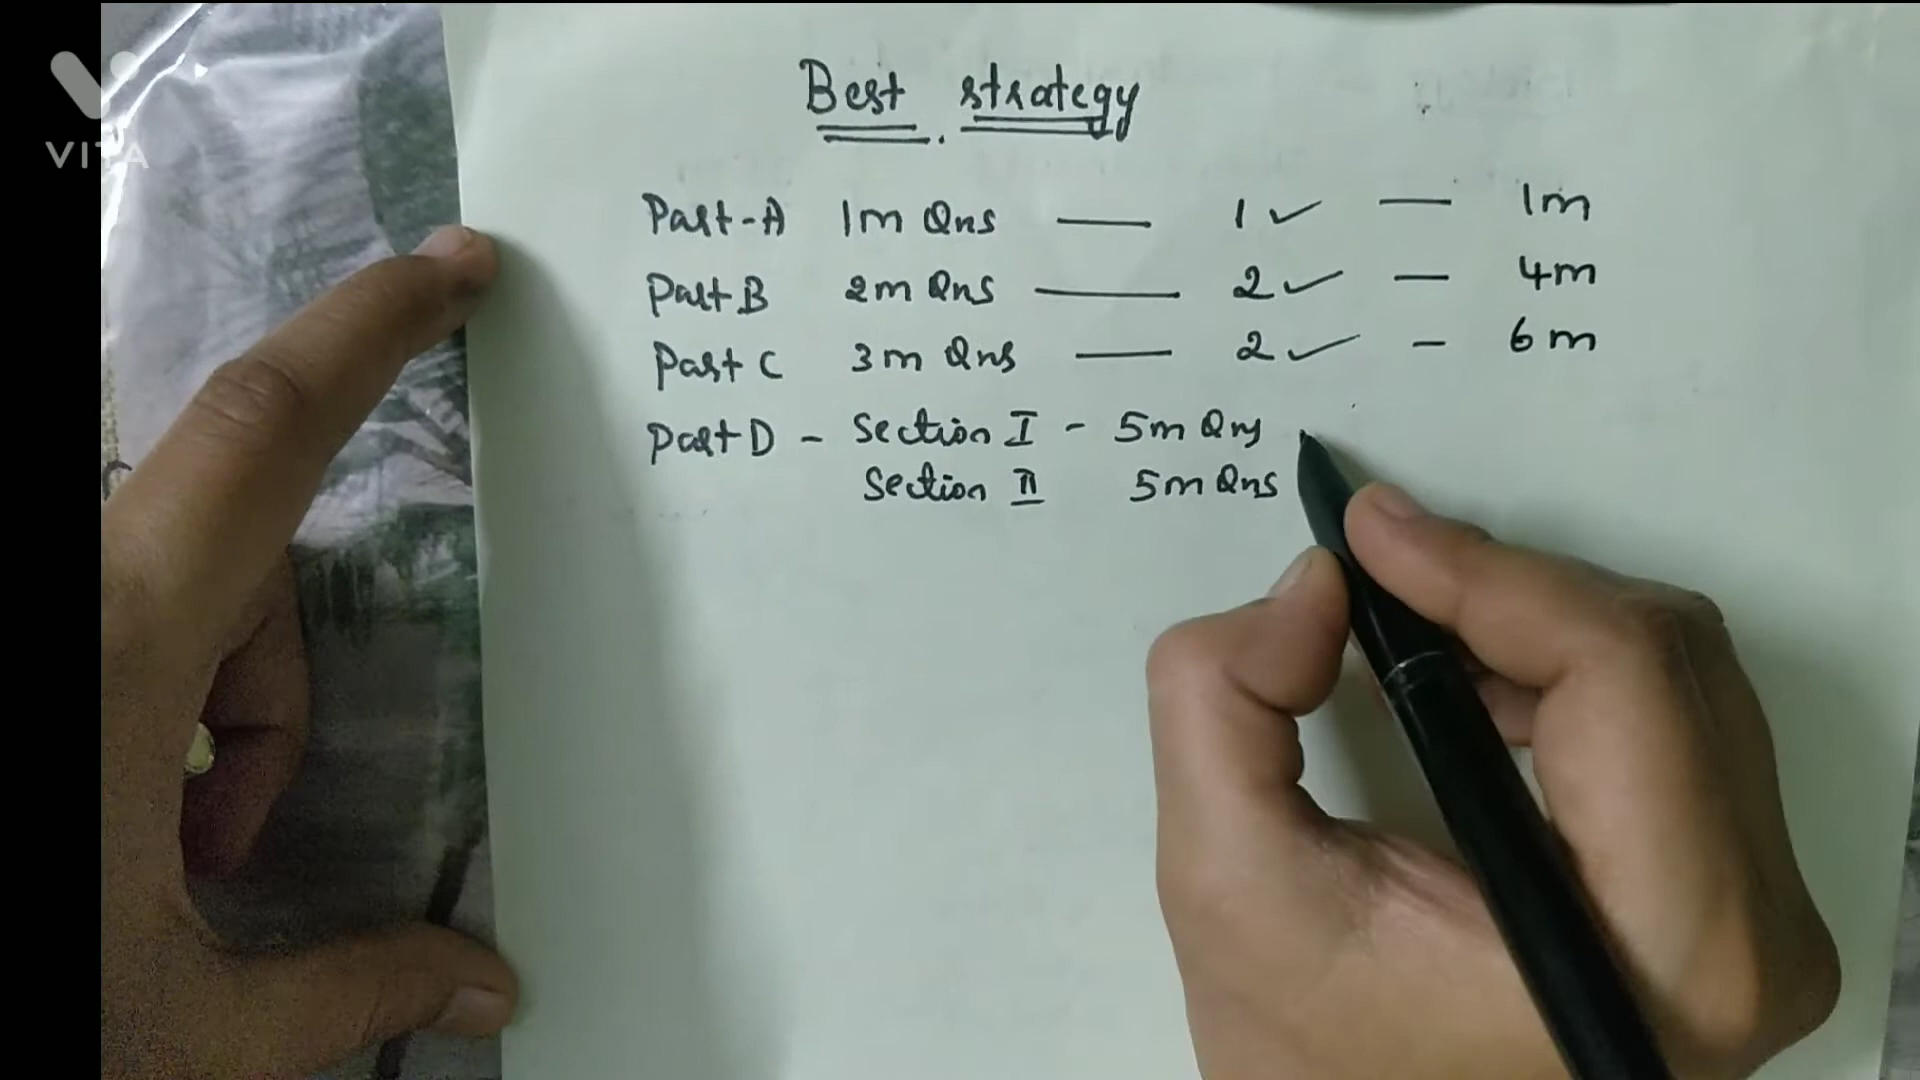 VITA
Best strategy
Part-A 1m Qns — 1 ✓ — 1m
Part B 2m Qns — 2 ✓ — 4m
Part C 3m Qns — 2 ✓ - 6m
Part D - Section I - 5m Qns
Section II 5m Qns